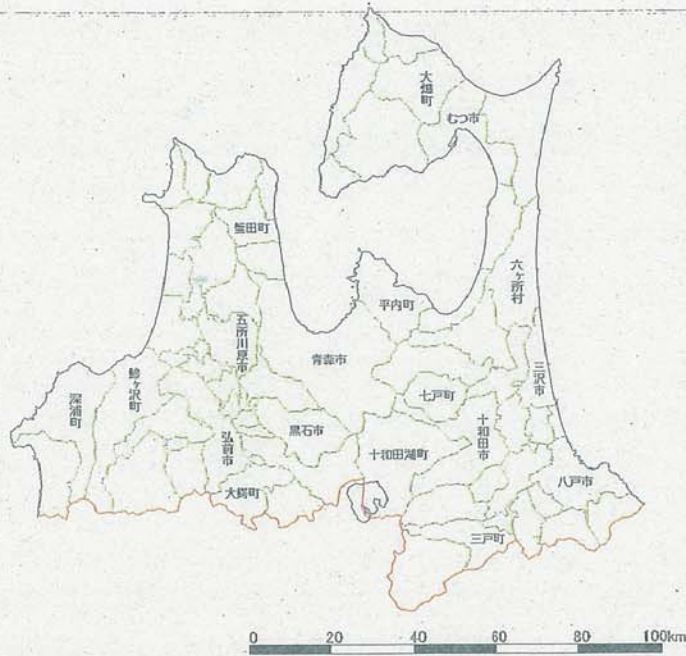 大畑町
むつ市
蟹田町
六ヶ所村
平内町
五所川原市
青森市
三沢市
鰺ヶ沢町
七戸町
深浦町
黒石市
十和田市
弘前市
十和田湖町
八戸市
大鰐町
三戸町
0 20 40 60 80 100km